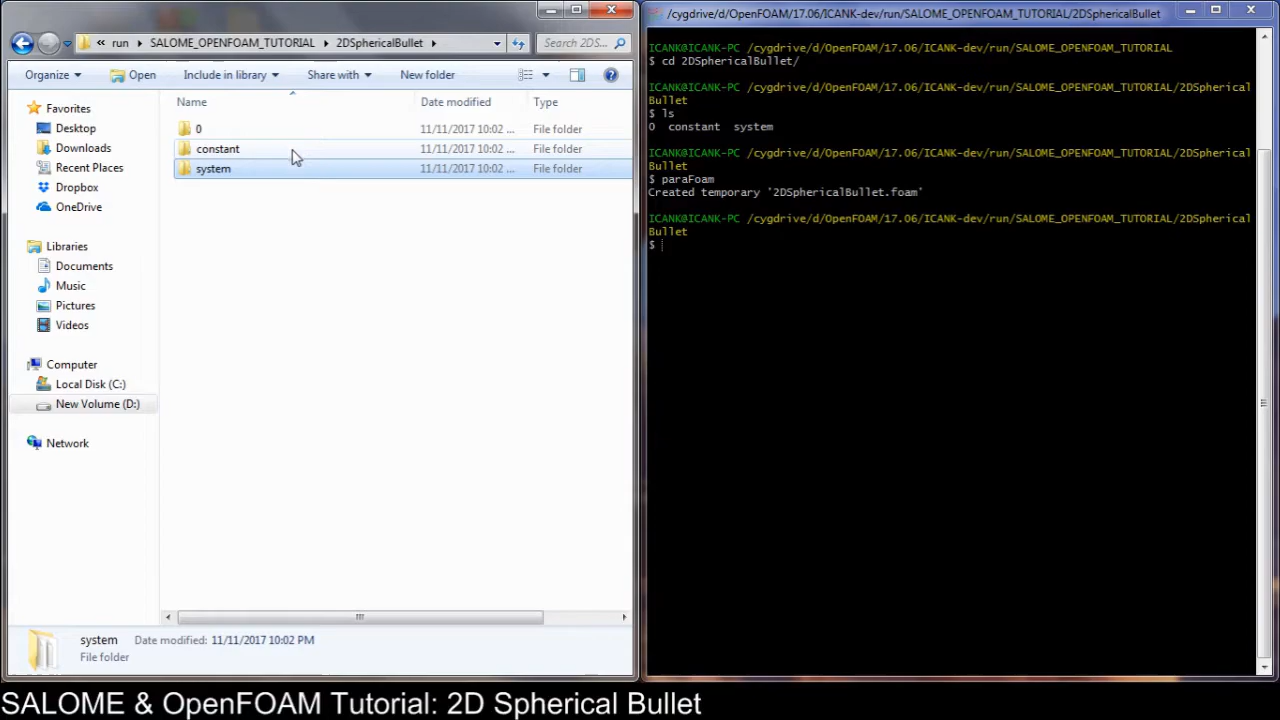 « run ▸ SALOME_OPENFOAM_TUTORIAL ▸ 2DSphericalBullet ▸
Search 2DS...
Organize Open Include in library Share with New folder
Favorites
Desktop
Downloads
Recent Places
Dropbox
OneDrive
Libraries
Documents
Music
Pictures
Videos
Computer
Local Disk (C:)
New Volume (D:)
Network
Name Date modified Type
0 11/11/2017 10:02 ... File folder
constant 11/11/2017 10:02 ... File folder
system 11/11/2017 10:02 ... File folder
system Date modified: 11/11/2017 10:02 PM
File folder
/cygdrive/d/OpenFOAM/17.06/ICANK-dev/run/SALOME_OPENFOAM_TUTORIAL/2DSphericalBullet
ICANK@ICANK-PC /cygdrive/d/OpenFOAM/17.06/ICANK-dev/run/SALOME_OPENFOAM_TUTORIAL
$ cd 2DSphericalBullet/
ICANK@ICANK-PC /cygdrive/d/OpenFOAM/17.06/ICANK-dev/run/SALOME_OPENFOAM_TUTORIAL/2DSpherical
Bullet
$ ls
0 constant system
ICANK@ICANK-PC /cygdrive/d/OpenFOAM/17.06/ICANK-dev/run/SALOME_OPENFOAM_TUTORIAL/2DSpherical
Bullet
$ paraFoam
Created temporary '2DSphericalBullet.foam'
ICANK@ICANK-PC /cygdrive/d/OpenFOAM/17.06/ICANK-dev/run/SALOME_OPENFOAM_TUTORIAL/2DSpherical
Bullet
$
SALOME & OpenFOAM Tutorial: 2D Spherical Bullet